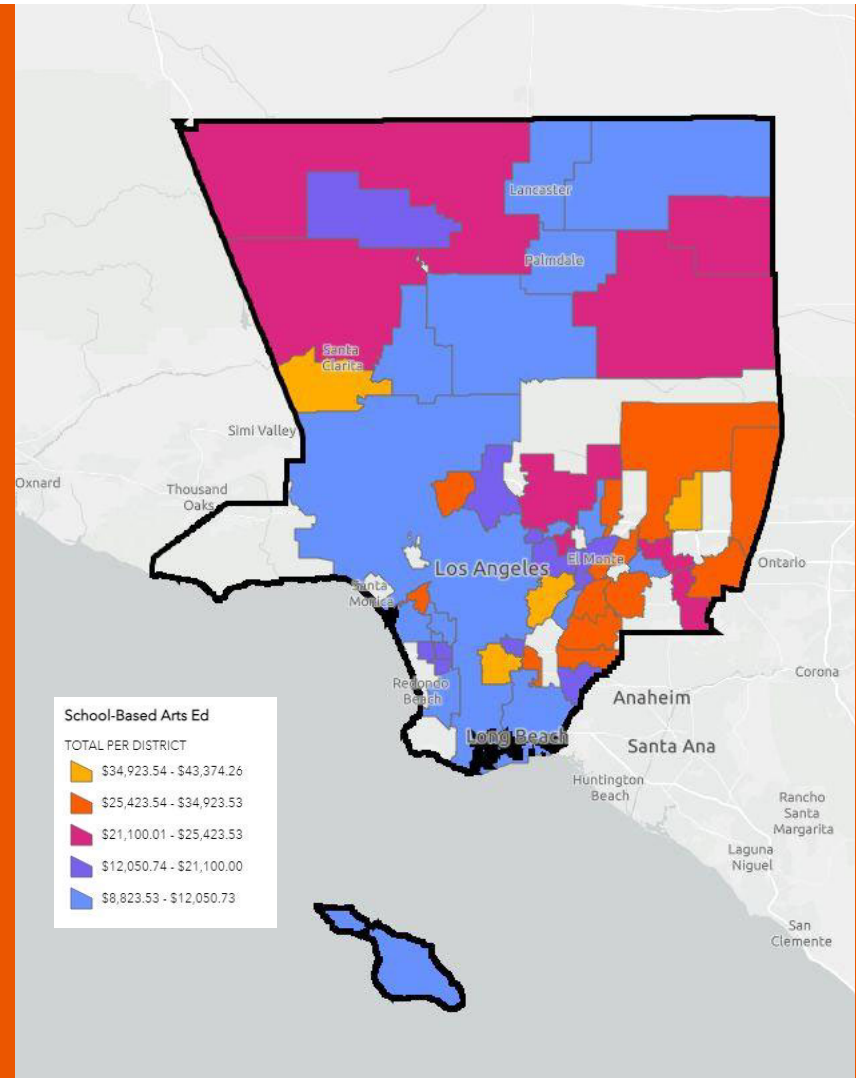 Lancaster
Palmdale
Santa
Clarita
Simi Valley
Oxnard
Thousand
Oaks
El Monte
Los Angeles
Ontario
Santa
Monica
Redondo
Beach
Corona
Anaheim
Long Beach
Santa Ana
Huntington
Beach
Rancho
Santa
Margarita
Laguna
Niguel
San
Clemente
School-Based Arts Ed
TOTAL PER DISTRICT
$34,923.54 - $43,374.26
$25,423.54 - $34,923.53
$21,100.01 - $25,423.53
$12,050.74 - $21,100.00
$8,823.53 - $12,050.73